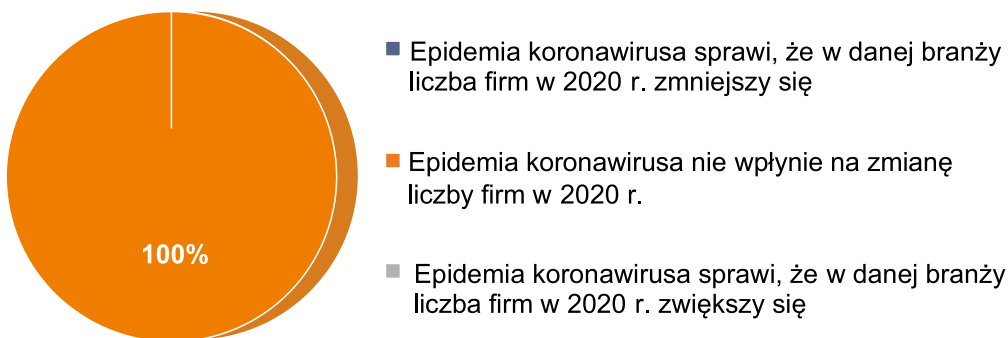 Epidemia koronawirusa sprawi, że w danej branży
liczba firm w 2020 r. zmniejszy się
Epidemia koronawirusa nie wpłynie na zmianę
liczby firm w 2020 r.
100%
Epidemia koronawirusa sprawi, że w danej branży
liczba firm w 2020 r. zwiększy się